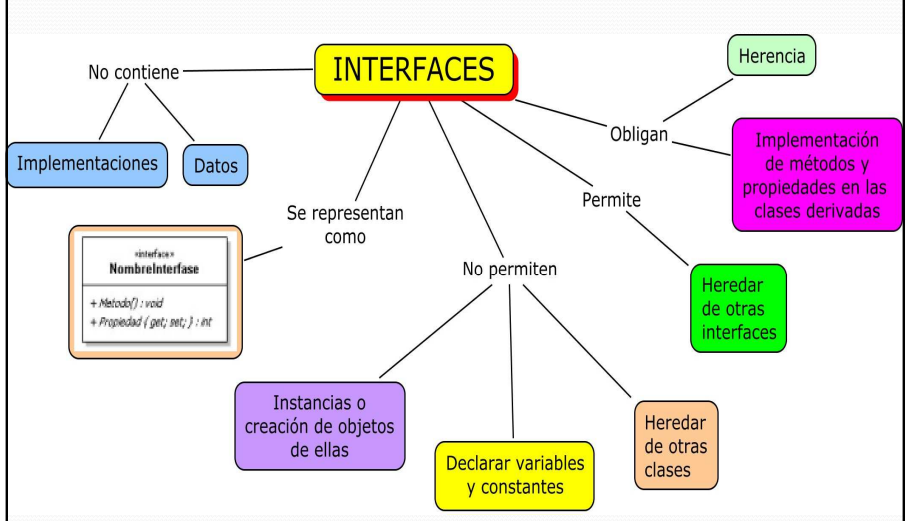 INTERFACES
No contiene
Implementaciones
Datos
Se representan
como
«interface»
NombreInterfase
+ Metodo() : void
+ Propiedad { get; set; } : int
No permiten
Instancias o
creación de objetos
de ellas
Declarar variables
y constantes
Heredar
de otras
clases
Permite
Heredar
de otras
interfaces
Obligan
Herencia
Implementación
de métodos y
propiedades en las
clases derivadas